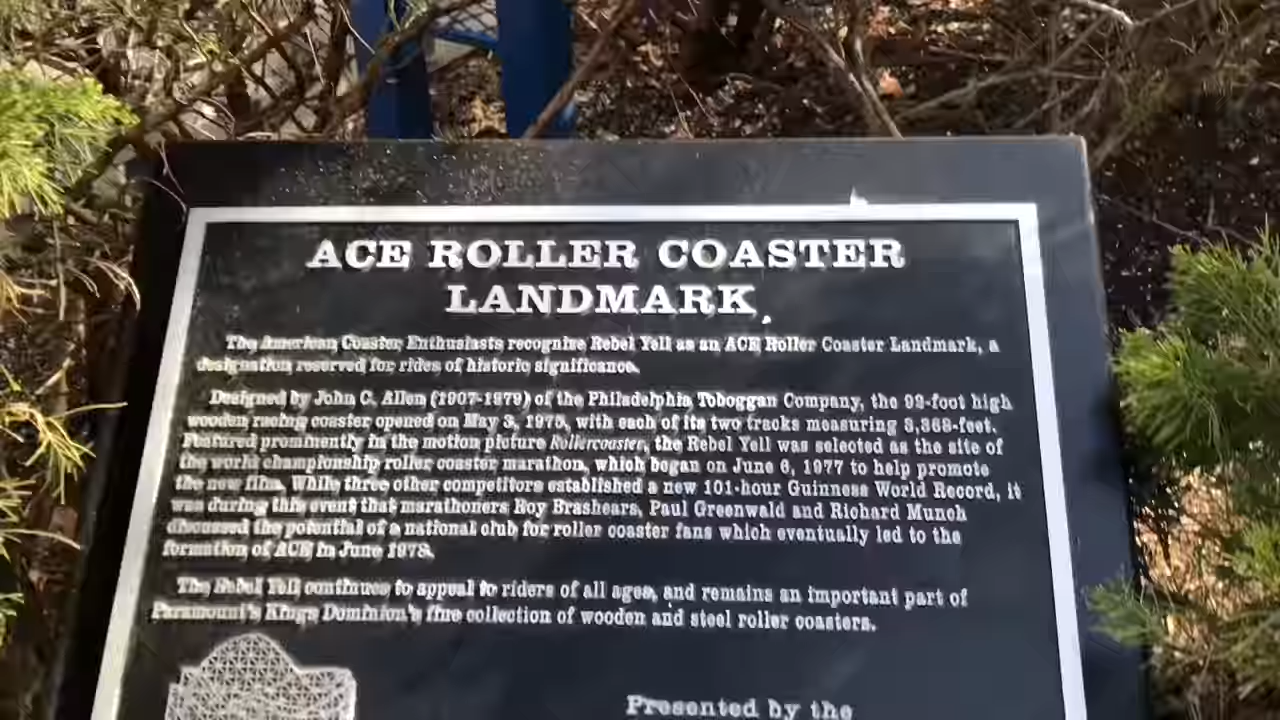 ACE ROLLER COASTER
LANDMARK
The American Coaster Enthusiasts recognize Rebel Yell as an ACE Roller Coaster Landmark, a
designation reserved for rides of historic significance.
Designed by John C. Allen (1907-1979) of the Philadelphia Toboggan Company, the 92-foot high
wooden racing coaster opened on May 3, 1975, with each of its two tracks measuring 3,368-feet.
Featured prominently in the motion picture Rollercoaster, the Rebel Yell was selected as the site of
the world championship roller coaster marathon, which began on June 6, 1977 to help promote
the new film. While three other competitors established a new 101-hour Guinness World Record, it
was during this event that marathoners Roy Brashears, Paul Greenwald and Richard Munch
discussed the potential of a national club for roller coaster fans which eventually led to the
formation of ACE in June 1978.
The Rebel Yell continues to appeal to riders of all ages, and remains an important part of
Paramount's Kings Dominion's fine collection of wooden and steel roller coasters.
Presented by the